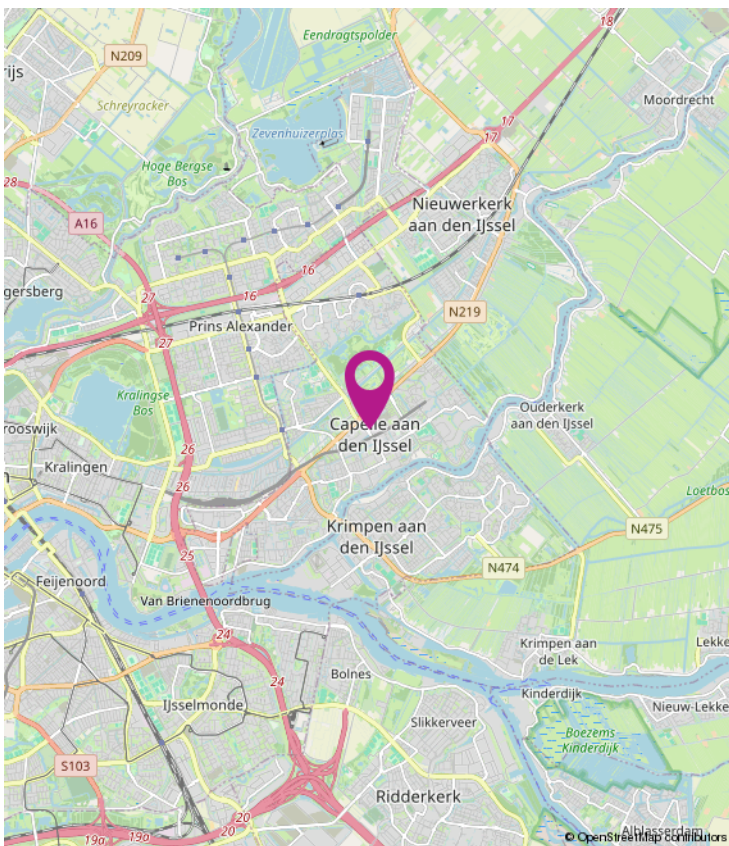 Eendragtspolder
18
N209
rijs
Schreyracker
Moordrecht
Zevenhuizerplas
17
17
Hoge Bergse
Bos
28
Nieuwerkerk
aan den IJssel
A16
16
gersberg
27
16
N219
Prins Alexander
27
Kralingse
Bos
Ouderkerk
aan den IJssel
Capelle aan
den IJssel
rooswijk
26
Kralingen
26
Loetbos
n
Krimpen aan
den IJssel
N475
25
N474
Feijenoord
Van Brienenoordbrug
24
Krimpen aan
de Lek
Lekke
24
Bolnes
Kinderdijk
IJsselmonde
Nieuw-Lekke
Slikkerveer
Boezems
Kinderdijk
S103
Ridderkerk
20
20
19a
19a
Alblasserdam
© OpenStreetMap contributors